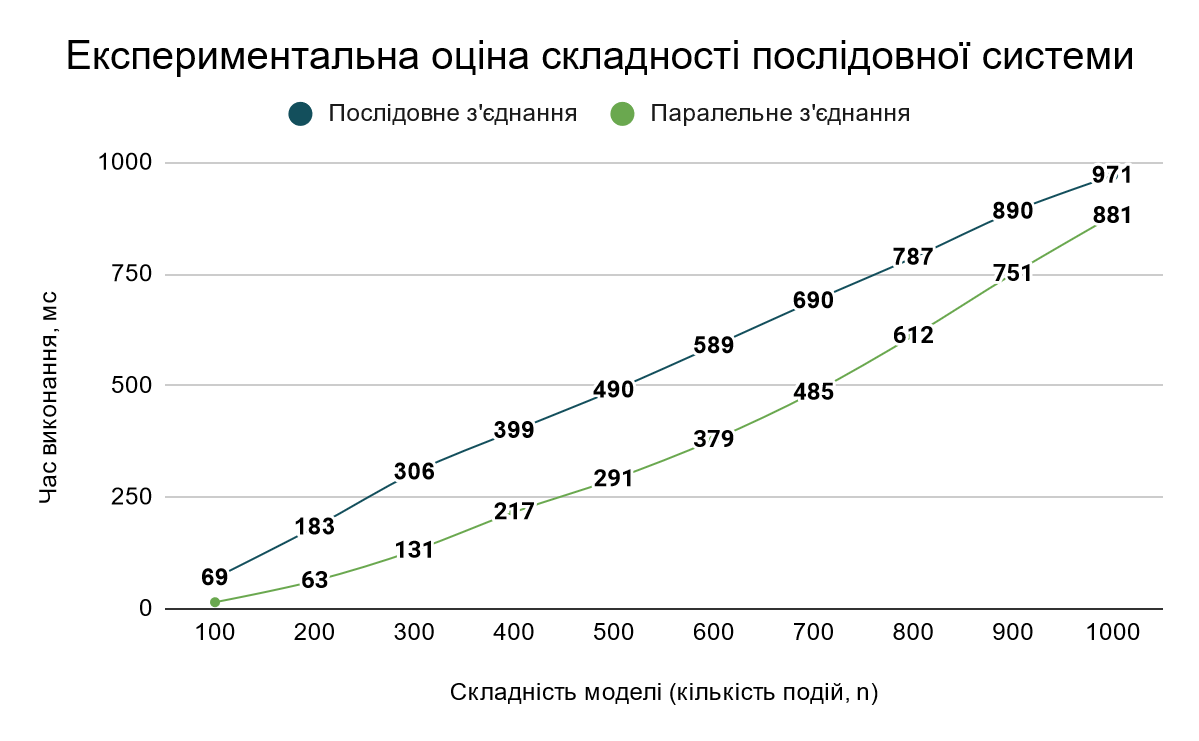 Експериментальна оціна складності послідовної системи
Послідовне з'єднання Паралельне з'єднання
1000
750
500
250
0
Час виконання, мс
69 183 306 399 490 589 690 787 890 971
63 131 217 291 379 485 612 751 881
100 200 300 400 500 600 700 800 900 1000
Складність моделі (кількість подій, n)